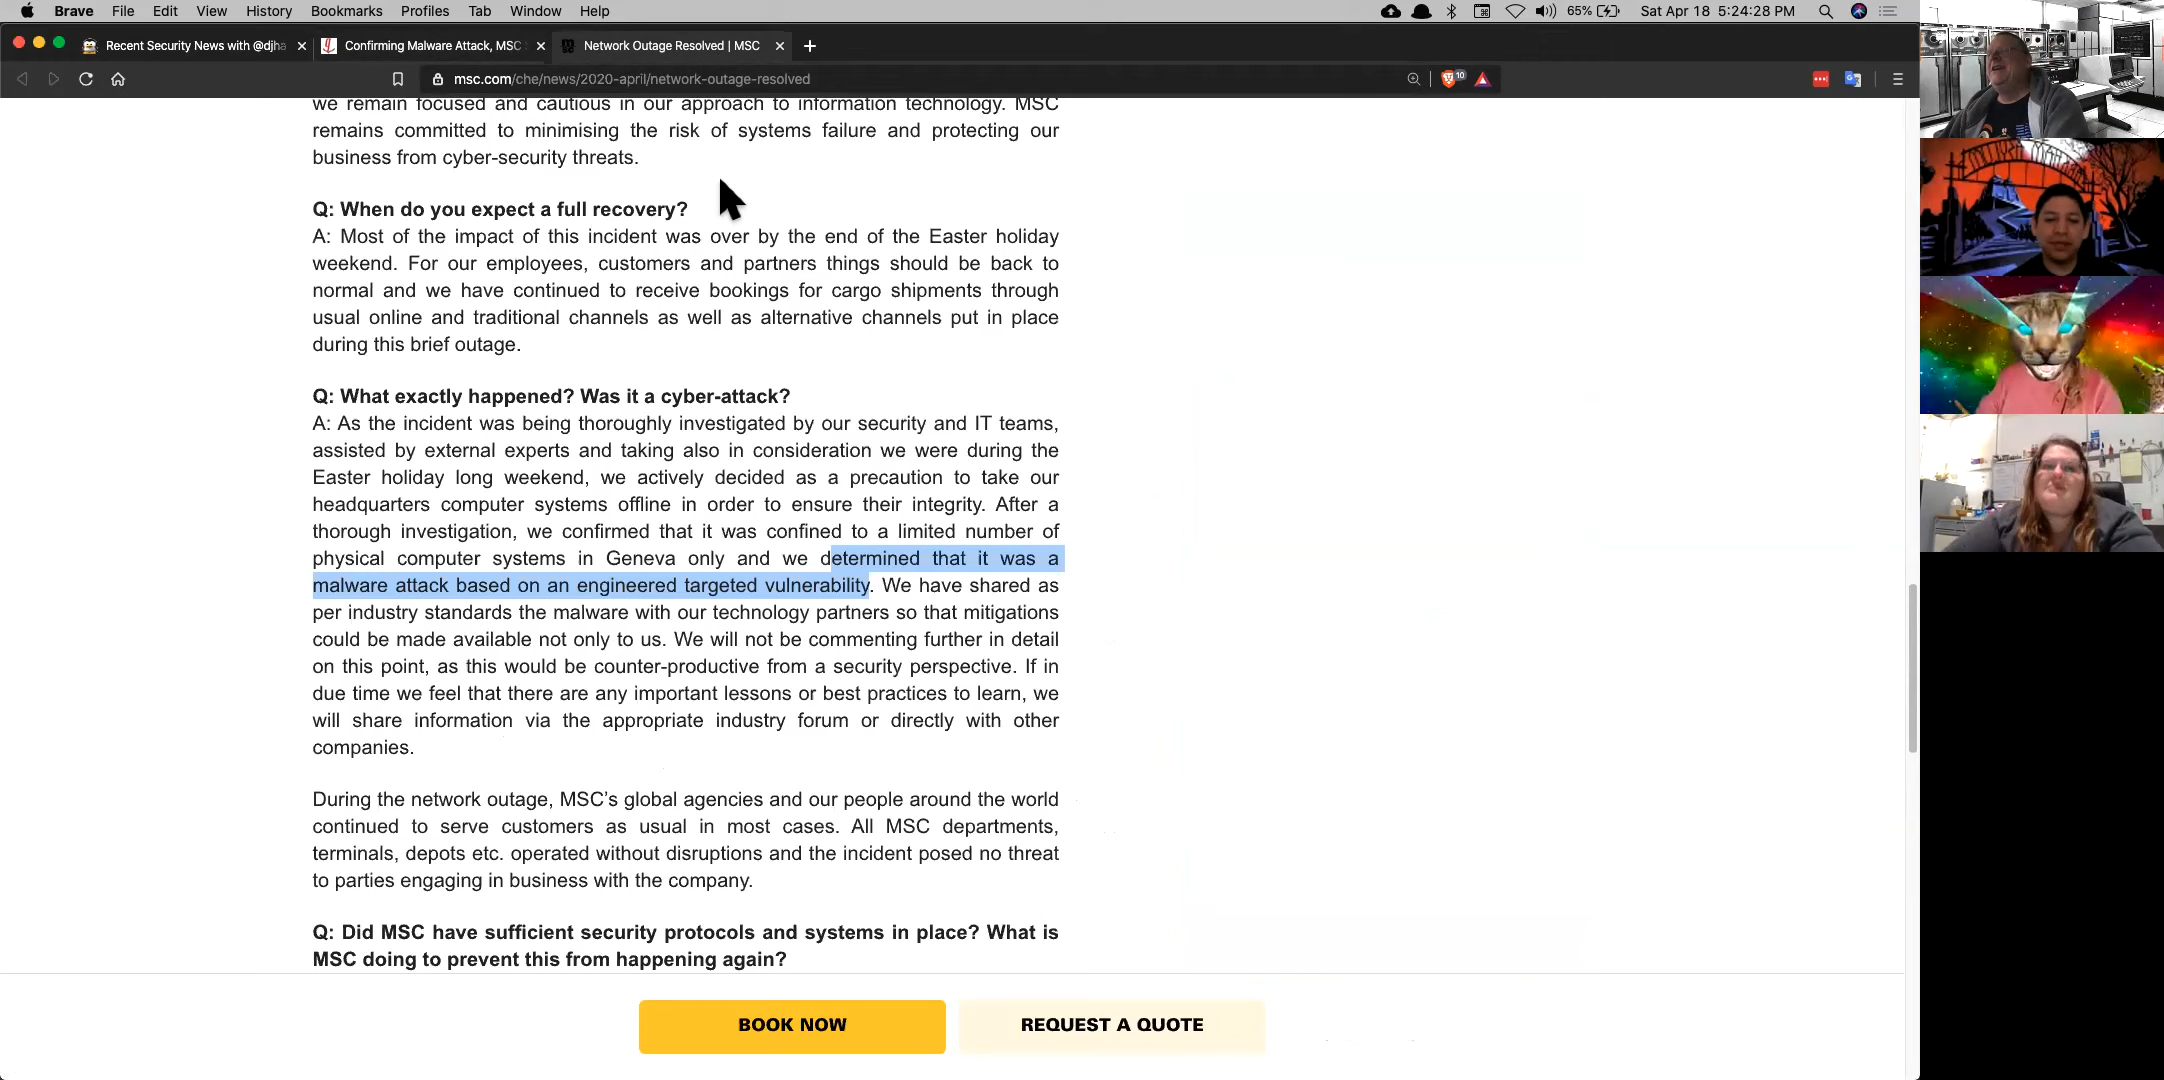 Brave File Edit View History Bookmarks Profiles Tab Window Help 65% Sat Apr 18 5:24:28 PM
Recent Security News with @djha Confirming Malware Attack, MSC Network Outage Resolved | MSC
msc.com/che/news/2020-april/network-outage-resolved 10
we remain focused and cautious in our approach to information technology. MSC
remains committed to minimising the risk of systems failure and protecting our
business from cyber-security threats.
Q: When do you expect a full recovery?
A: Most of the impact of this incident was over by the end of the Easter holiday
weekend. For our employees, customers and partners things should be back to
normal and we have continued to receive bookings for cargo shipments through
usual online and traditional channels as well as alternative channels put in place
during this brief outage.
Q: What exactly happened? Was it a cyber-attack?
A: As the incident was being thoroughly investigated by our security and IT teams,
assisted by external experts and taking also in consideration we were during the
Easter holiday long weekend, we actively decided as a precaution to take our
headquarters computer systems offline in order to ensure their integrity. After a
thorough investigation, we confirmed that it was confined to a limited number of
physical computer systems in Geneva only and we determined that it was a
malware attack based on an engineered targeted vulnerability. We have shared as
per industry standards the malware with our technology partners so that mitigations
could be made available not only to us. We will not be commenting further in detail
on this point, as this would be counter-productive from a security perspective. If in
due time we feel that there are any important lessons or best practices to learn, we
will share information via the appropriate industry forum or directly with other
companies.
During the network outage, MSC's global agencies and our people around the world
continued to serve customers as usual in most cases. All MSC departments,
terminals, depots etc. operated without disruptions and the incident posed no threat
to parties engaging in business with the company.
Q: Did MSC have sufficient security protocols and systems in place? What is
MSC doing to prevent this from happening again?
BOOK NOW REQUEST A QUOTE